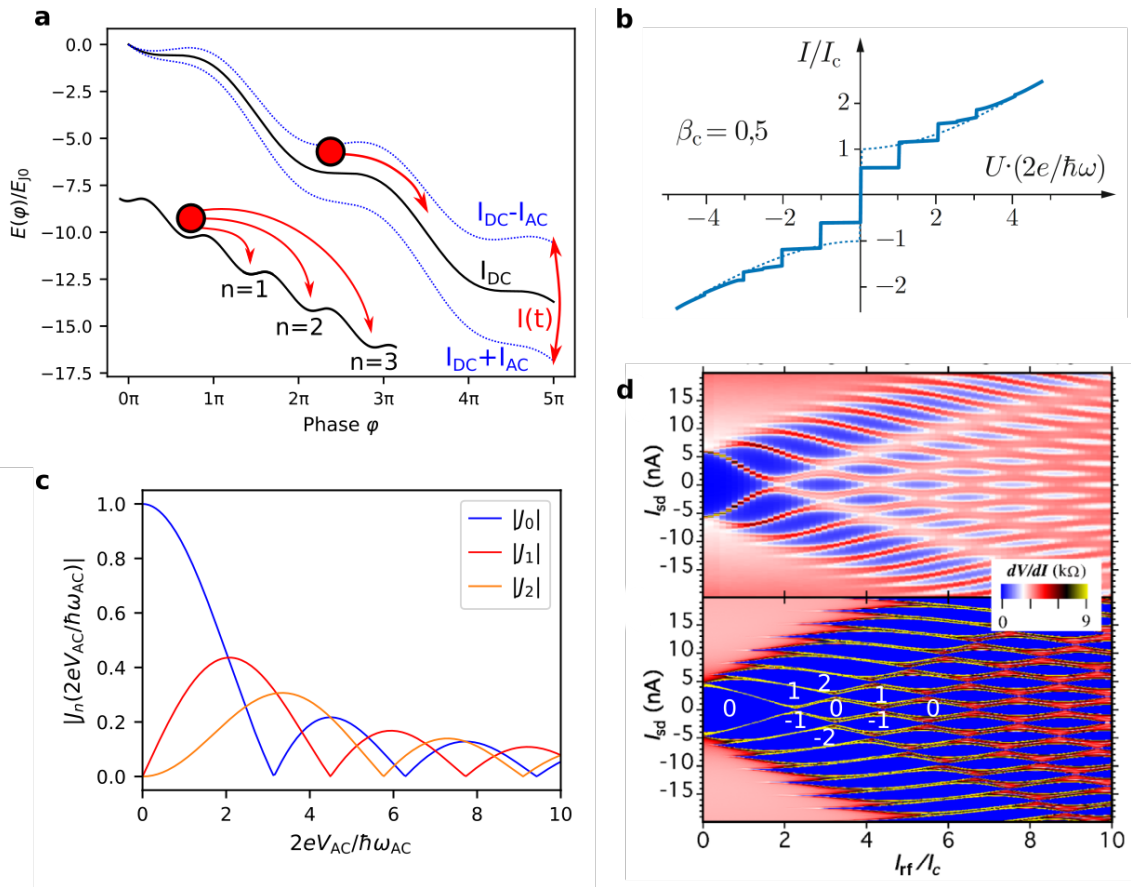 a
E(φ)/E_J0
0.0
−2.5
−5.0
−7.5
−10.0
−12.5
−15.0
−17.5
0π
1π
2π
3π
4π
5π
Phase φ
n=1
n=2
n=3
I_DC-I_AC
I_DC
I(t)
I_DC+I_AC
b
I/I_c
β_c = 0,5
U·(2e/ℏω)
2
1
−1
−2
−4
−2
2
4
c
|J_n(2eV_AC/ℏω_AC)|
1.0
0.8
0.6
0.4
0.2
0.0
0
2
4
6
8
10
2eV_AC/ℏω_AC
|J_0|
|J_1|
|J_2|
d
I_sd (nA)
15
10
5
0
-5
-10
-15
dV/dI (kΩ)
0
9
I_sd (nA)
15
10
5
0
-5
-10
-15
0
1
-1
2
-2
0
1
-1
0
0
2
4
6
8
10
I_rf /I_c